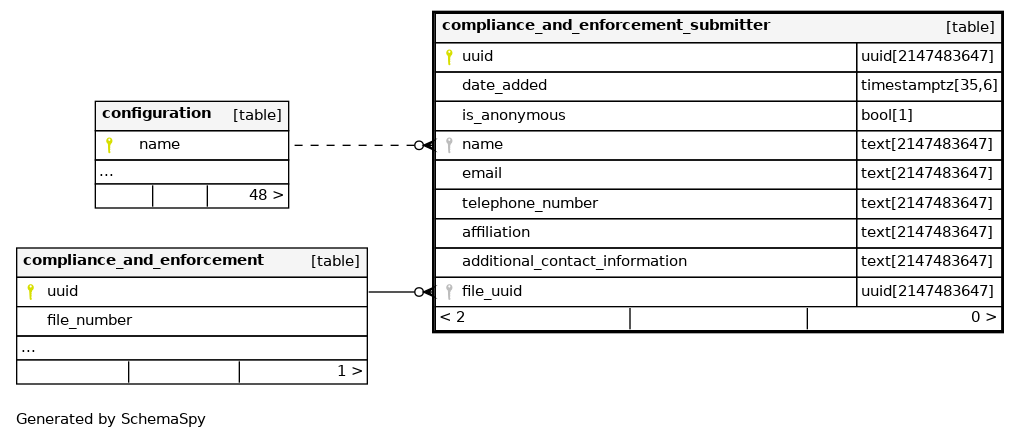 compliance_and_enforcement_submitter [table]
uuid uuid[2147483647]
date_added timestamptz[35,6]
is_anonymous bool[1]
name text[2147483647]
email text[2147483647]
telephone_number text[2147483647]
affiliation text[2147483647]
additional_contact_information text[2147483647]
file_uuid uuid[2147483647]
< 2 0 >
configuration [table]
name
...
48 >
compliance_and_enforcement [table]
uuid
file_number
...
1 >
Generated by SchemaSpy